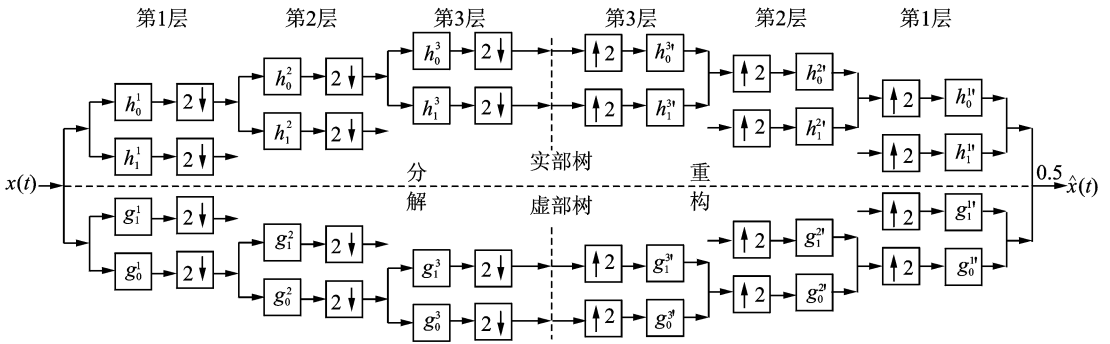 第1层 第2层 第3层 第3层 第2层 第1层
h₀³ 2↓ ↑2 h₀³'
h₀² 2↓ ↑2 h₀²'
h₀¹ 2↓ h₁³ 2↓ ↑2 h₁³' ↑2 h₀¹'
h₁² 2↓ ↑2 h₁²'
h₁¹ 2↓ 实部树 ↑2 h₁¹'
x(t) 分解 重构 0.5 x̂(t)
g₁¹ 2↓ 虚部树 ↑2 g₁¹'
g₁² 2↓ ↑2 g₁²'
g₀¹ 2↓ g₁³ 2↓ ↑2 g₁³' ↑2 g₀¹'
g₀² 2↓ ↑2 g₀²'
g₀³ 2↓ ↑2 g₀³'